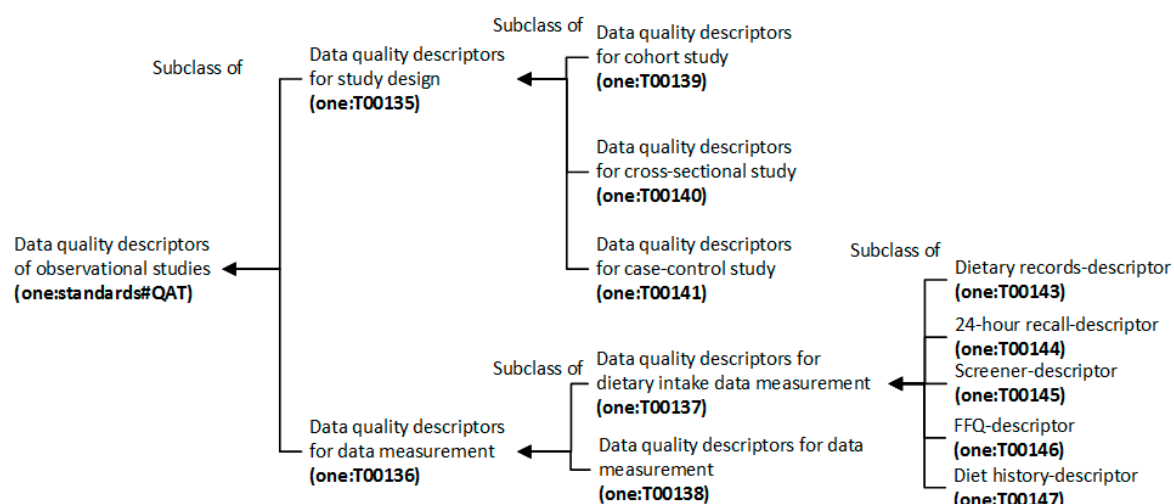 Subclass of
Data quality descriptors
for study design
(one:T00135)
Subclass of
Data quality descriptors
for cohort study
(one:T00139)
Data quality descriptors
for cross-sectional study
(one:T00140)
Data quality descriptors
for case-control study
(one:T00141)
Data quality descriptors
of observational studies
(one:standards#QAT)
Subclass of
Dietary records-descriptor
(one:T00143)
24-hour recall-descriptor
(one:T00144)
Screener-descriptor
(one:T00145)
FFQ-descriptor
(one:T00146)
Diet history-descriptor
(one:T00147)
Subclass of
Data quality descriptors for
dietary intake data measurement
(one:T00137)
Data quality descriptors for data
measurement
(one:T00138)
Data quality descriptors
for data measurement
(one:T00136)